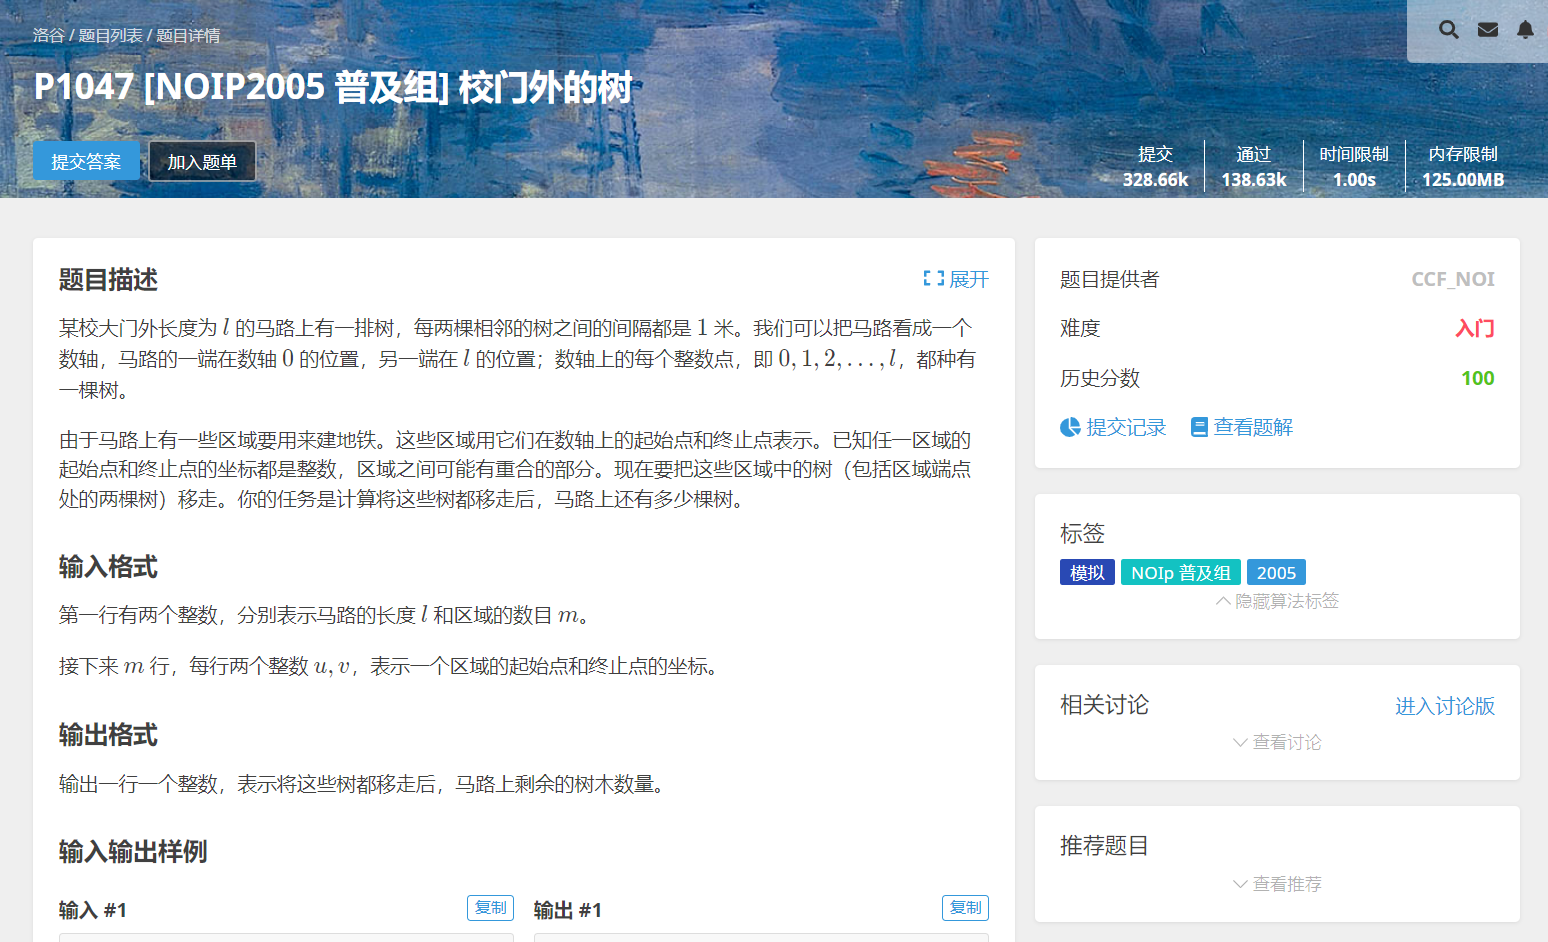 洛谷 / 题目列表 / 题目详情
P1047 [NOIP2005 普及组] 校门外的树
提交答案
加入题单
提交
328.66k
通过
138.63k
时间限制
1.00s
内存限制
125.00MB
题目描述
展开
某校大门外长度为 l 的马路上有一排树，每两棵相邻的树之间的间隔都是 1 米。我们可以把马路看成一个
数轴，马路的一端在数轴 0 的位置，另一端在 l 的位置；数轴上的每个整数点，即 0, 1, 2, …, l，都种有
一棵树。
由于马路上有一些区域要用来建地铁。这些区域用它们在数轴上的起始点和终止点表示。已知任一区域的
起始点和终止点的坐标都是整数，区域之间可能有重合的部分。现在要把这些区域中的树（包括区域端点
处的两棵树）移走。你的任务是计算将这些树都移走后，马路上还有多少棵树。
输入格式
第一行有两个整数，分别表示马路的长度 l 和区域的数目 m。
接下来 m 行，每行两个整数 u, v，表示一个区域的起始点和终止点的坐标。
输出格式
输出一行一个整数，表示将这些树都移走后，马路上剩余的树木数量。
输入输出样例
输入 #1
复制
输出 #1
复制
题目提供者
CCF_NOI
难度
入门
历史分数
100
提交记录
查看题解
标签
模拟
NOIp 普及组
2005
隐藏算法标签
相关讨论
进入讨论版
查看讨论
推荐题目
查看推荐